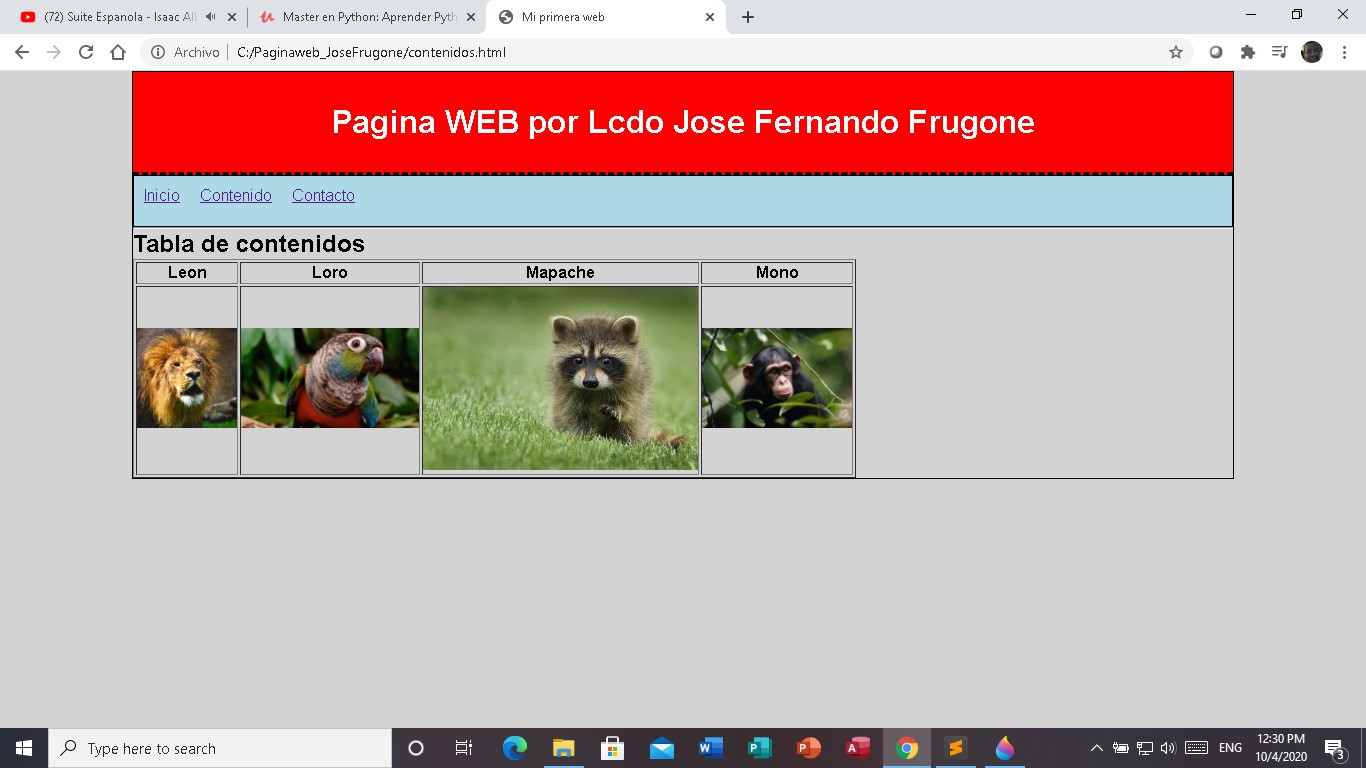 (72) Suite Espanola - Isaac Al
Master en Python: Aprender Pyth
Mi primera web
Archivo
C:/Paginaweb_JoseFrugone/contenidos.html
Pagina WEB por Lcdo Jose Fernando Frugone
Inicio Contenido Contacto
Tabla de contenidos
Leon Loro Mapache Mono
Type here to search
ENG
12:30 PM
10/4/2020
3